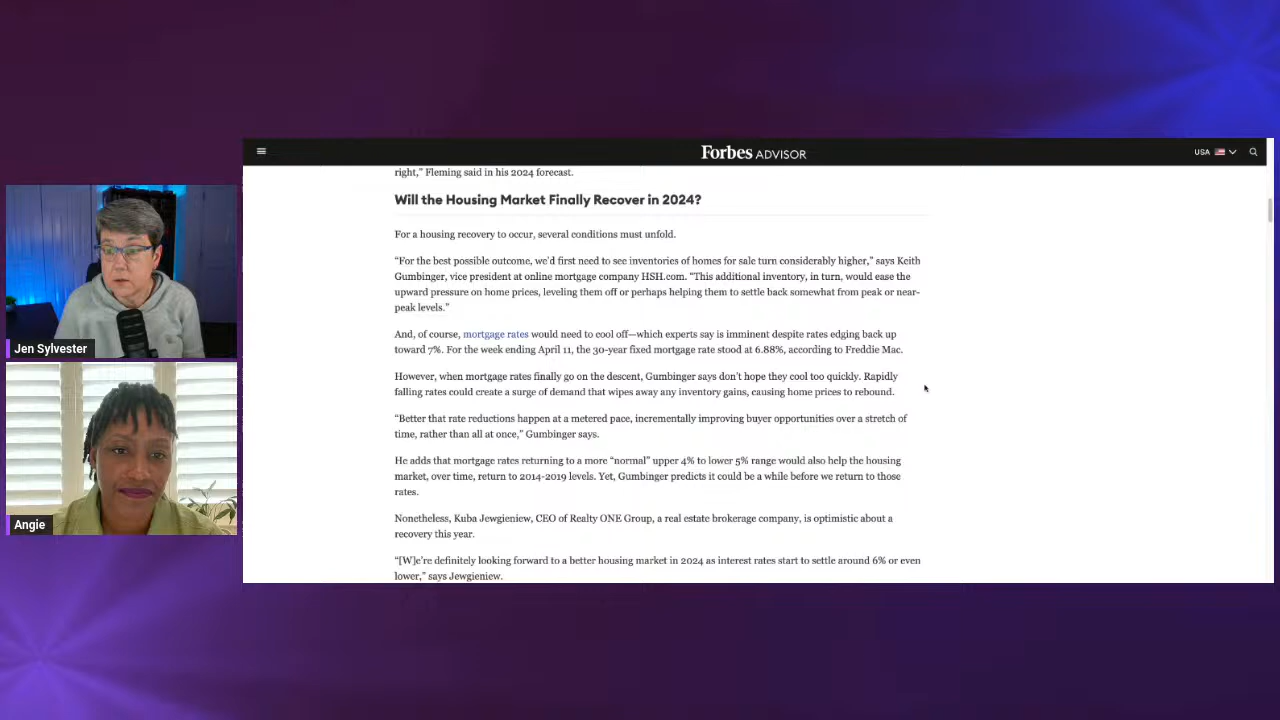 Forbes ADVISOR
USA
right,” Fleming said in his 2024 forecast.
Will the Housing Market Finally Recover in 2024?
For a housing recovery to occur, several conditions must unfold.
“For the best possible outcome, we’d first need to see inventories of homes for sale turn considerably higher,” says Keith
Gumbinger, vice president at online mortgage company HSH.com. “This additional inventory, in turn, would ease the
upward pressure on home prices, leveling them off or perhaps helping them to settle back somewhat from peak or near-
peak levels.”
And, of course, mortgage rates would need to cool off—which experts say is imminent despite rates edging back up
toward 7%. For the week ending April 11, the 30-year fixed mortgage rate stood at 6.88%, according to Freddie Mac.
However, when mortgage rates finally go on the descent, Gumbinger says don’t hope they cool too quickly. Rapidly
falling rates could create a surge of demand that wipes away any inventory gains, causing home prices to rebound.
“Better that rate reductions happen at a metered pace, incrementally improving buyer opportunities over a stretch of
time, rather than all at once,” Gumbinger says.
He adds that mortgage rates returning to a more “normal” upper 4% to lower 5% range would also help the housing
market, over time, return to 2014-2019 levels. Yet, Gumbinger predicts it could be a while before we return to those
rates.
Nonetheless, Kuba Jewgieniew, CEO of Realty ONE Group, a real estate brokerage company, is optimistic about a
recovery this year.
“[W]e’re definitely looking forward to a better housing market in 2024 as interest rates start to settle around 6% or even
lower,” says Jewgieniew.
Jen Sylvester
Angie